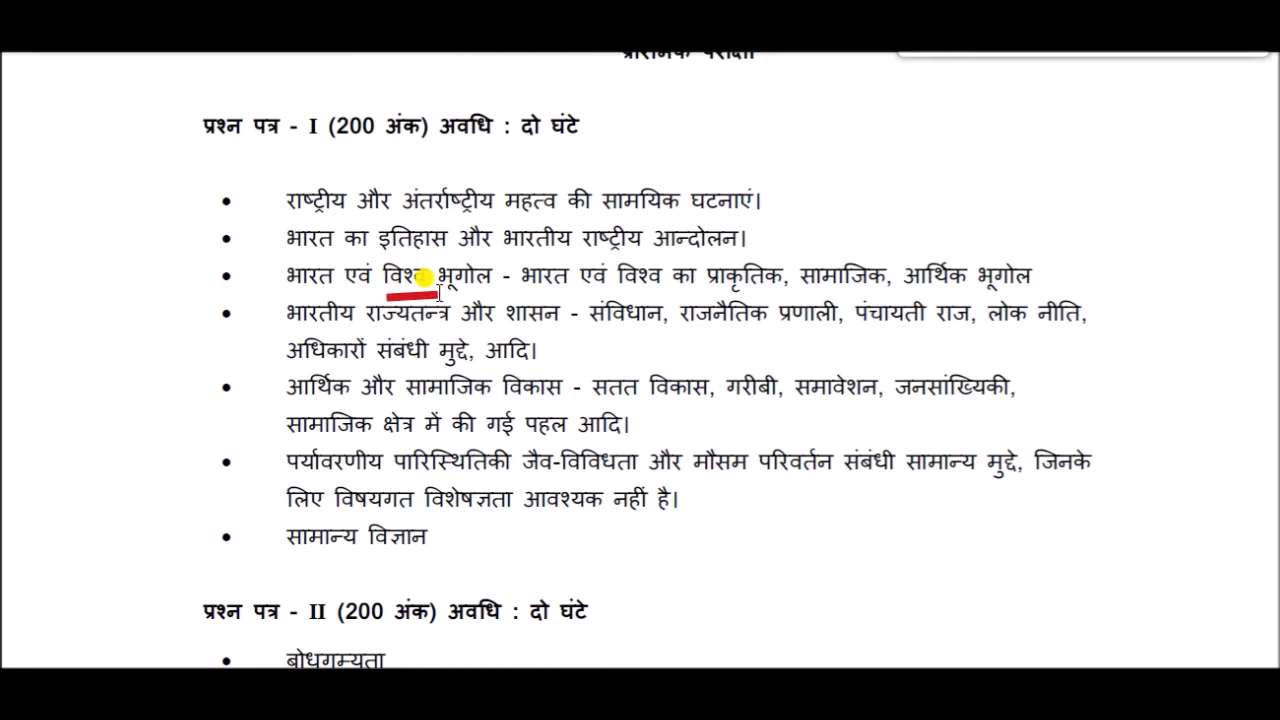 प्रारंभिक परीक्षा
प्रश्न पत्र - I (200 अंक) अवधि : दो घंटे
• राष्ट्रीय और अंतर्राष्ट्रीय महत्व की सामयिक घटनाएं।
• भारत का इतिहास और भारतीय राष्ट्रीय आन्दोलन।
• भारत एवं विश्व भूगोल - भारत एवं विश्व का प्राकृतिक, सामाजिक, आर्थिक भूगोल
• भारतीय राज्यतन्त्र और शासन - संविधान, राजनैतिक प्रणाली, पंचायती राज, लोक नीति,
अधिकारों संबंधी मुद्दे, आदि।
• आर्थिक और सामाजिक विकास - सतत विकास, गरीबी, समावेशन, जनसांख्यिकी,
सामाजिक क्षेत्र में की गई पहल आदि।
• पर्यावरणीय पारिस्थितिकी जैव-विविधता और मौसम परिवर्तन संबंधी सामान्य मुद्दे, जिनके
लिए विषयगत विशेषज्ञता आवश्यक नहीं है।
• सामान्य विज्ञान
प्रश्न पत्र - II (200 अंक) अवधि : दो घंटे
• बोधगम्यता